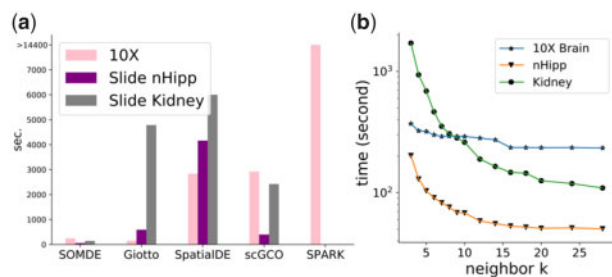 (a)
>14400
7000
6000
5000
4000
3000
2000
1000
0
sec.
10X
Slide nHipp
Slide Kidney
SOMDE Giotto SpatialDE scGCO SPARK
(b)
10X Brain
nHipp
Kidney
10³
10²
time (second)
5 10 15 20 25
neighbor k